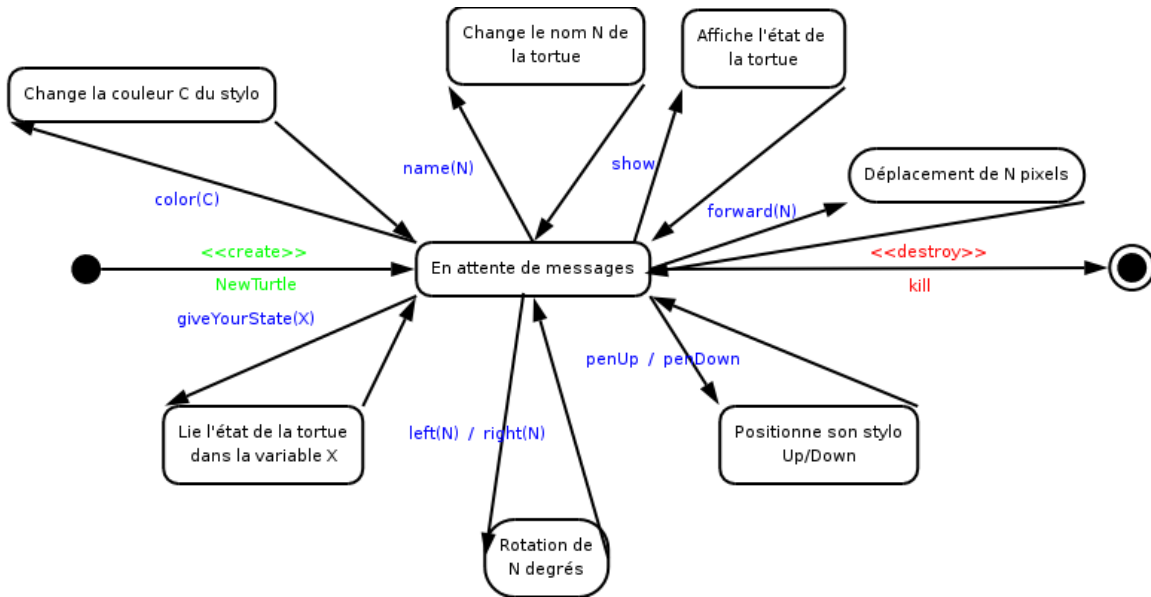 Change le nom N de
la tortue
Affiche l'état de
la tortue
Change la couleur C du stylo
name(N)
show
Déplacement de N pixels
color(C)
forward(N)
<<create>>
NewTurtle
En attente de messages
<<destroy>>
kill
giveYourState(X)
penUp / penDown
Lie l'état de la tortue
dans la variable X
left(N) / right(N)
Positionne son stylo
Up/Down
Rotation de
N degrés